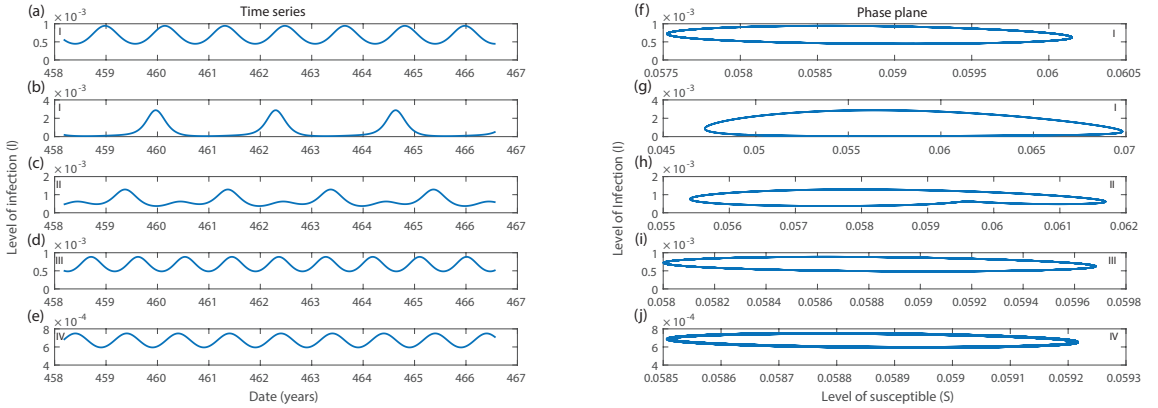 Time series
Phase plane
(a)
× 10⁻³
1
0.5
0
I
458 459 460 461 462 463 464 465 466 467
(b)
× 10⁻³
4
2
0
I
458 459 460 461 462 463 464 465 466 467
(c)
× 10⁻³
2
1
0
II
458 459 460 461 462 463 464 465 466 467
(d)
× 10⁻³
1
0.5
0
III
458 459 460 461 462 463 464 465 466 467
(e)
× 10⁻⁴
8
6
4
IV
458 459 460 461 462 463 464 465 466 467
Level of infection (I)
Date (years)
(f)
× 10⁻³
1
0.5
0
I
0.0575 0.058 0.0585 0.059 0.0595 0.06 0.0605
(g)
× 10⁻³
4
2
0
I
0.045 0.05 0.055 0.06 0.065 0.07
(h)
× 10⁻³
2
1
0
II
0.055 0.056 0.057 0.058 0.059 0.06 0.061 0.062
(i)
× 10⁻³
1
0.5
0
III
0.058 0.0582 0.0584 0.0586 0.0588 0.059 0.0592 0.0594 0.0596 0.0598
(j)
× 10⁻⁴
8
6
4
IV
0.0585 0.0586 0.0587 0.0588 0.0589 0.059 0.0591 0.0592 0.0593
Level of infection (I)
Level of susceptible (S)